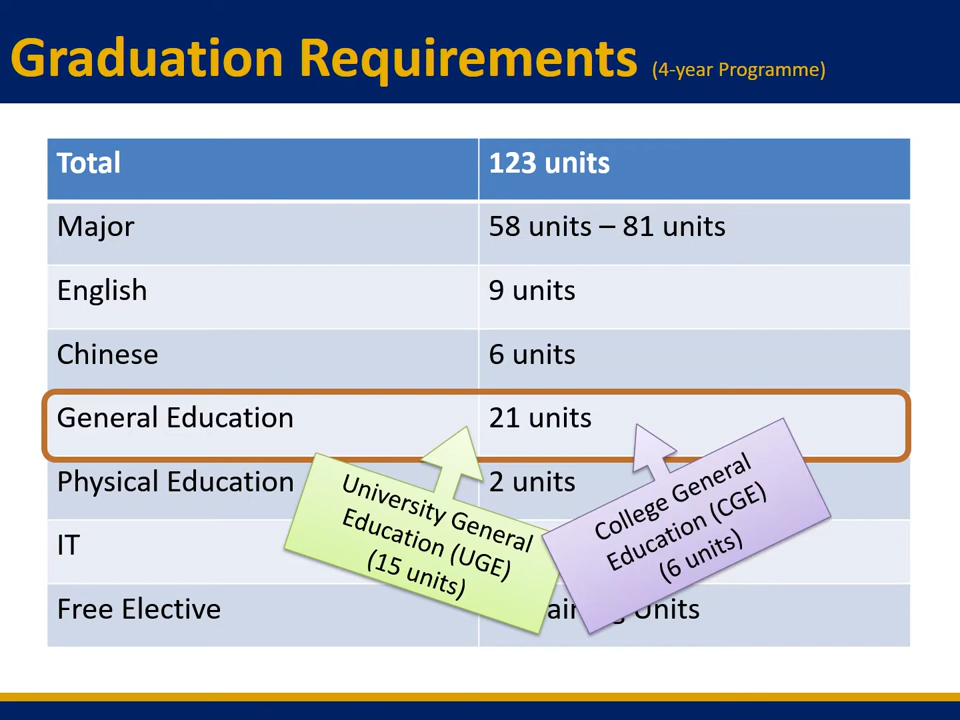 Graduation Requirements (4-year Programme)
Total 123 units
Major 58 units – 81 units
English 9 units
Chinese 6 units
General Education 21 units
Physical Education 2 units
IT
Free Elective Units
University General
Education (UGE)
(15 units)
College General
Education (CGE)
(6 units)